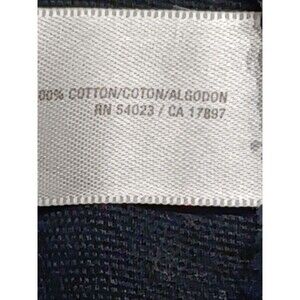 00% COTTON/COTON/ALGODON
RN 54023 / CA 17897